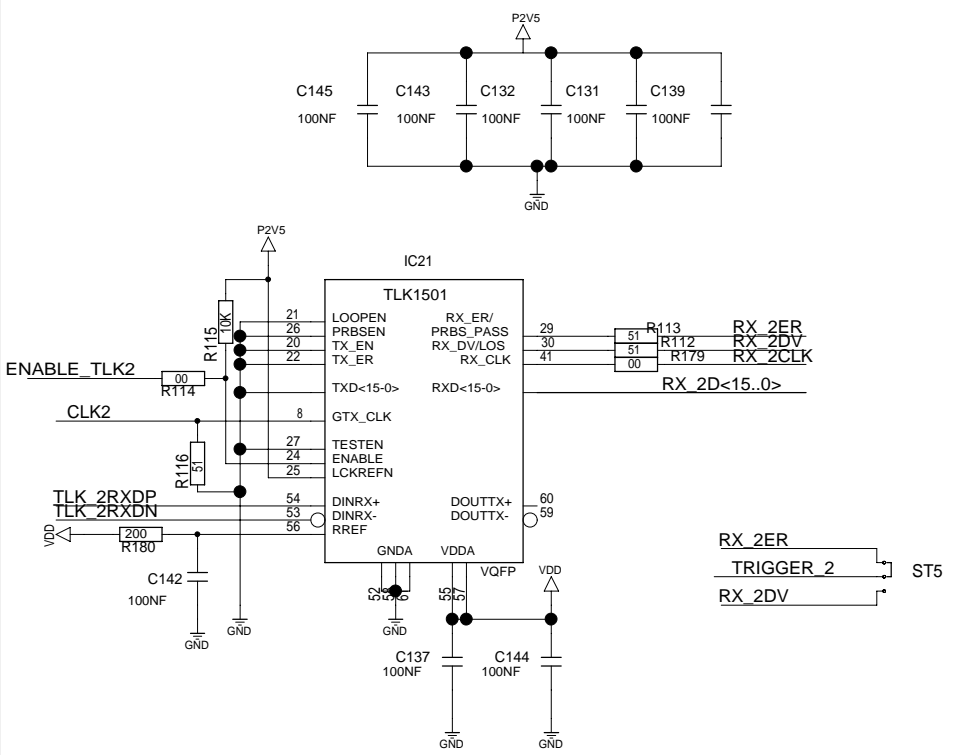 P2V5
C145 C143 C132 C131 C139
100NF 100NF 100NF 100NF 100NF
GND
P2V5
IC21
TLK1501
R115
10K
21 LOOPEN
26 PRBSEN
20 TX_EN
22 TX_ER
TXD<15-0>
8 GTX_CLK
27 TESTEN
24 ENABLE
25 LCKREFN
54 DINRX+
53 DINRX-
56 RREF
RX_ER/
PRBS_PASS 29
RX_DV/LOS 30
RX_CLK 41
RXD<15-0>
DOUTTX+ 60
DOUTTX- 59
GNDA VDDA
VQFP
ENABLE_TLK2
00
R114
CLK2
R116
51
TLK_2RXDP
TLK_2RXDN
VDD
200
R180
C142
100NF
GND
GND
52
GND
55
57
VDD
C137
100NF
C144
100NF
GND
GND
51 R113 RX_2ER
51 R112 RX_2DV
00 R179 RX_2CLK
RX_2D<15..0>
RX_2ER
TRIGGER_2
RX_2DV
ST5